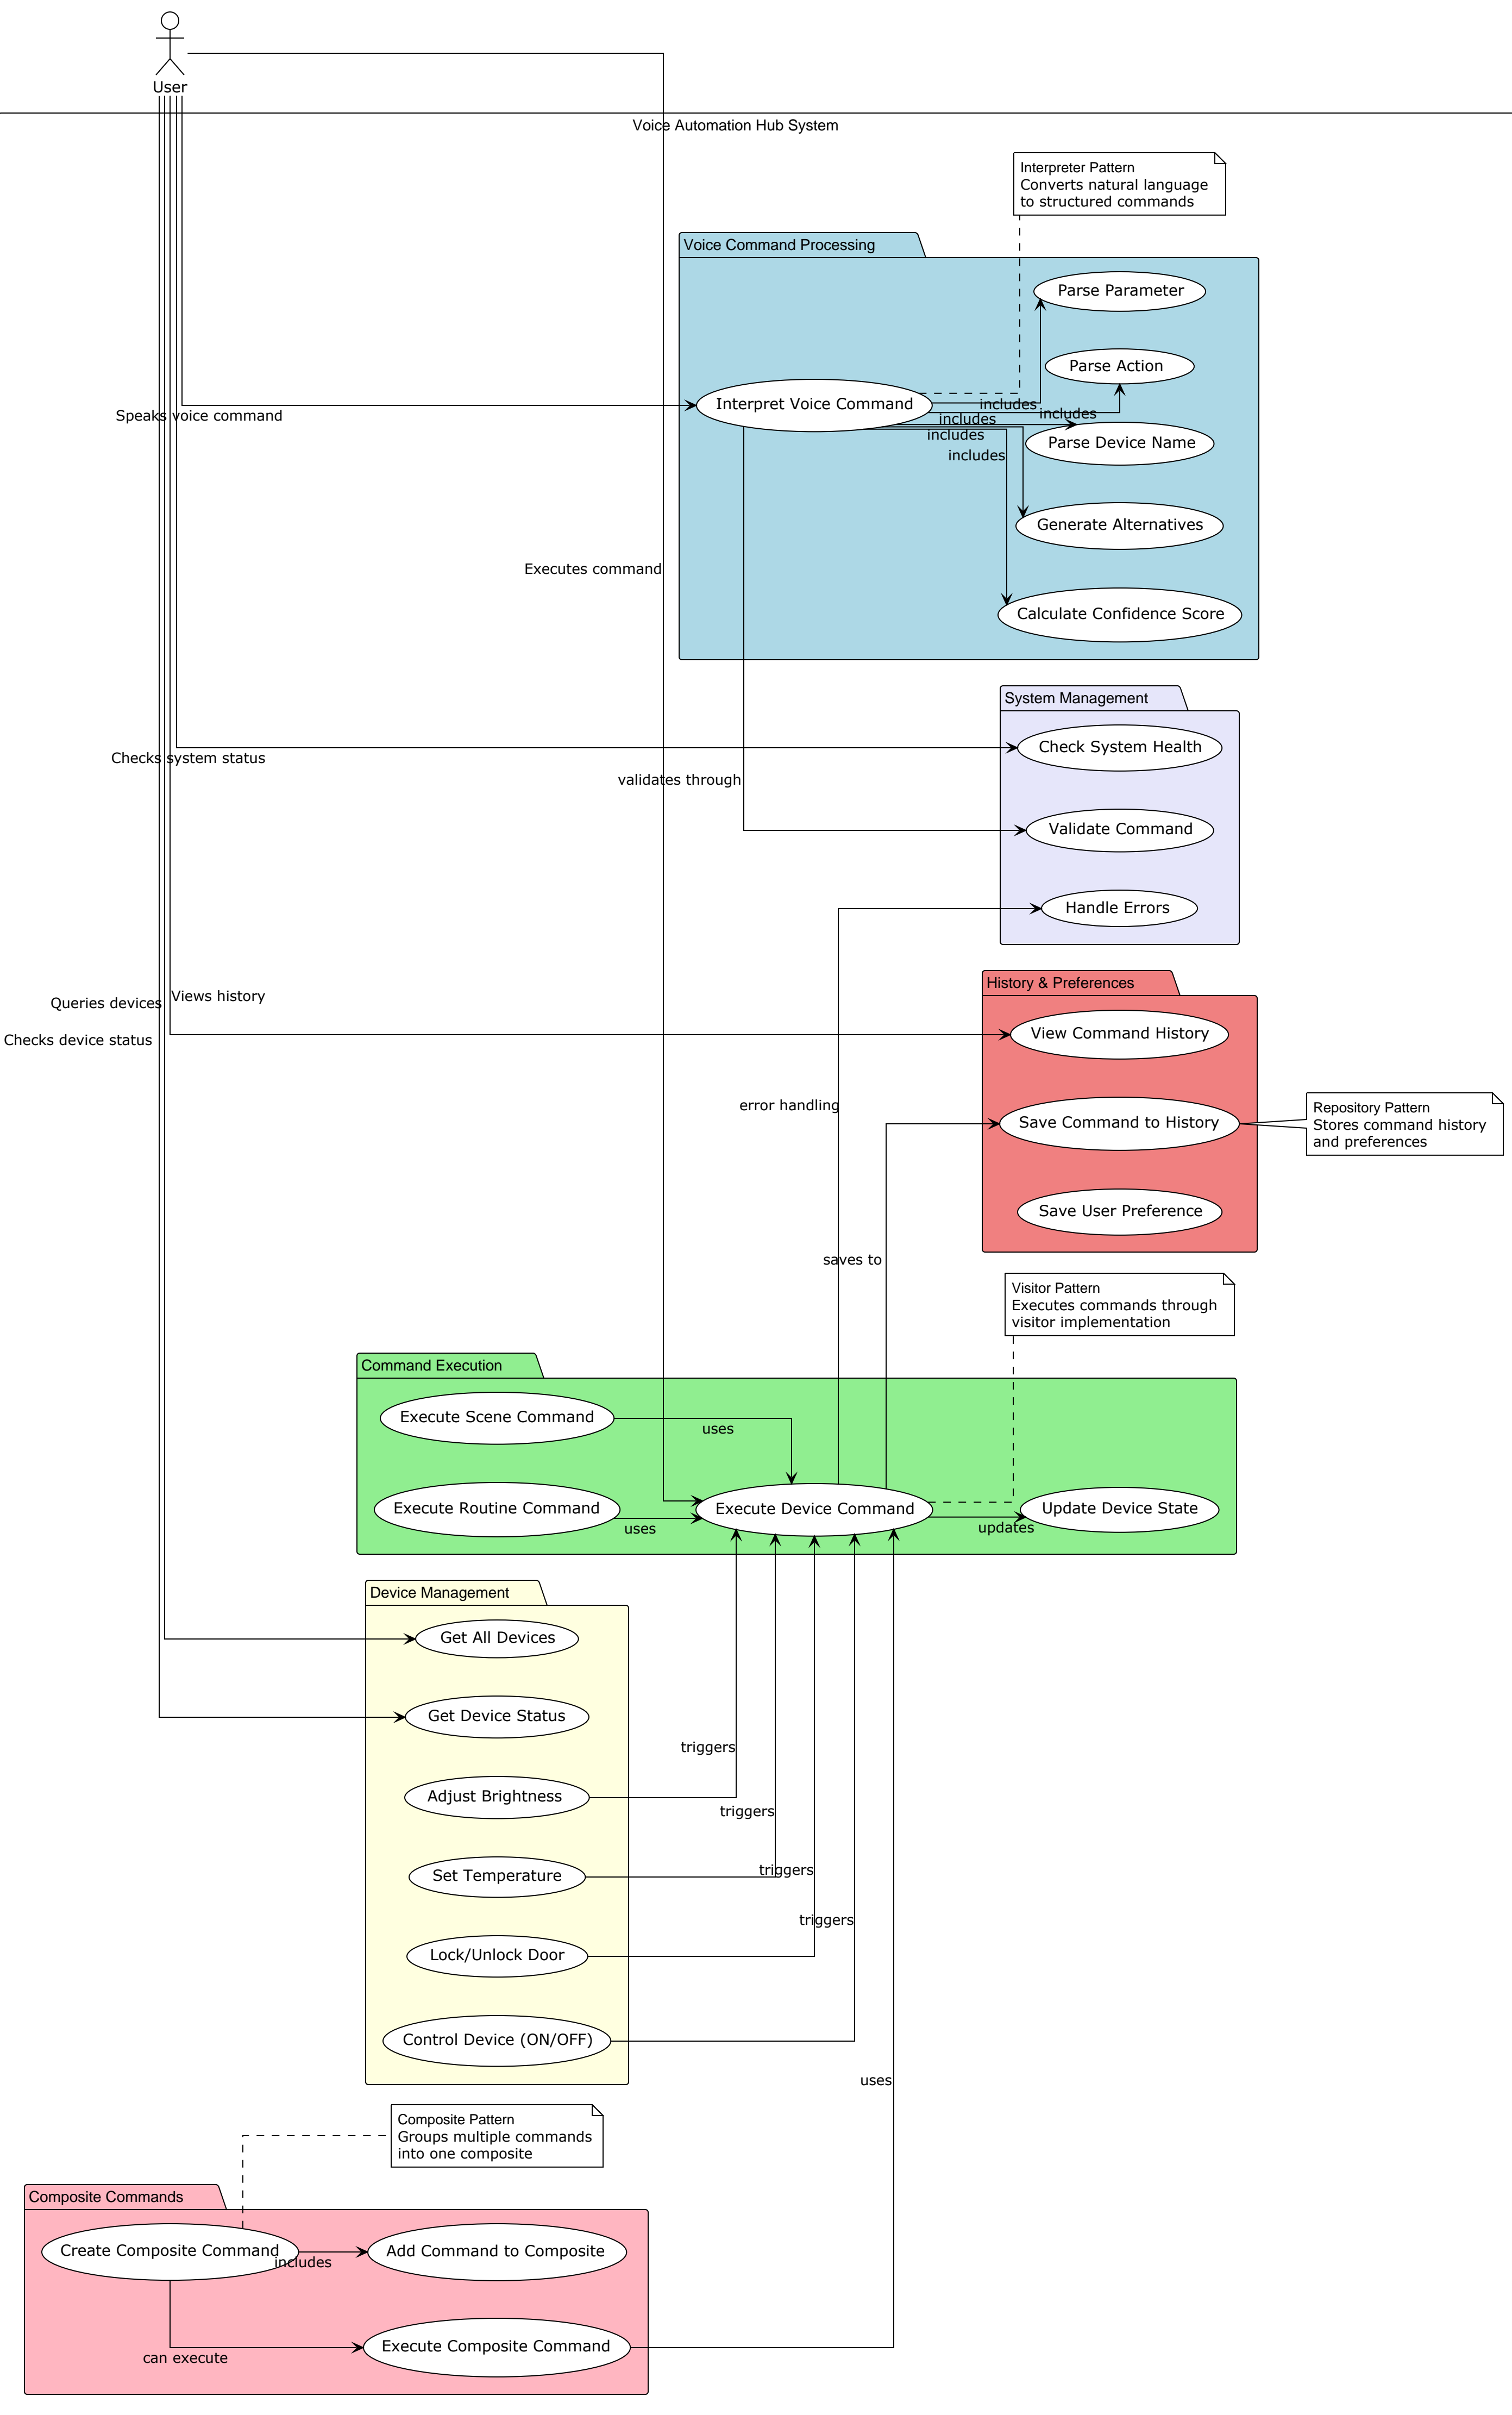 User
Voice Automation Hub System
Interpreter Pattern
Converts natural language
to structured commands
Voice Command Processing
Parse Parameter
Parse Action
Interpret Voice Command
includes
includes
includes
Speaks voice command
includes
Parse Device Name
includes
Generate Alternatives
Executes command
Calculate Confidence Score
System Management
Check System Health
Checks system status
validates through
Validate Command
Handle Errors
History & Preferences
Views history
Queries devices
View Command History
Checks device status
error handling
Repository Pattern
Stores command history
and preferences
Save Command to History
Save User Preference
saves to
Visitor Pattern
Executes commands through
visitor implementation
Command Execution
Execute Scene Command
uses
Execute Routine Command
Execute Device Command
Update Device State
uses
updates
Device Management
Get All Devices
Get Device Status
triggers
Adjust Brightness
triggers
Set Temperature
triggers
triggers
Lock/Unlock Door
Control Device (ON/OFF)
uses
Composite Pattern
Groups multiple commands
into one composite
Composite Commands
Create Composite Command
includes
Add Command to Composite
Execute Composite Command
can execute